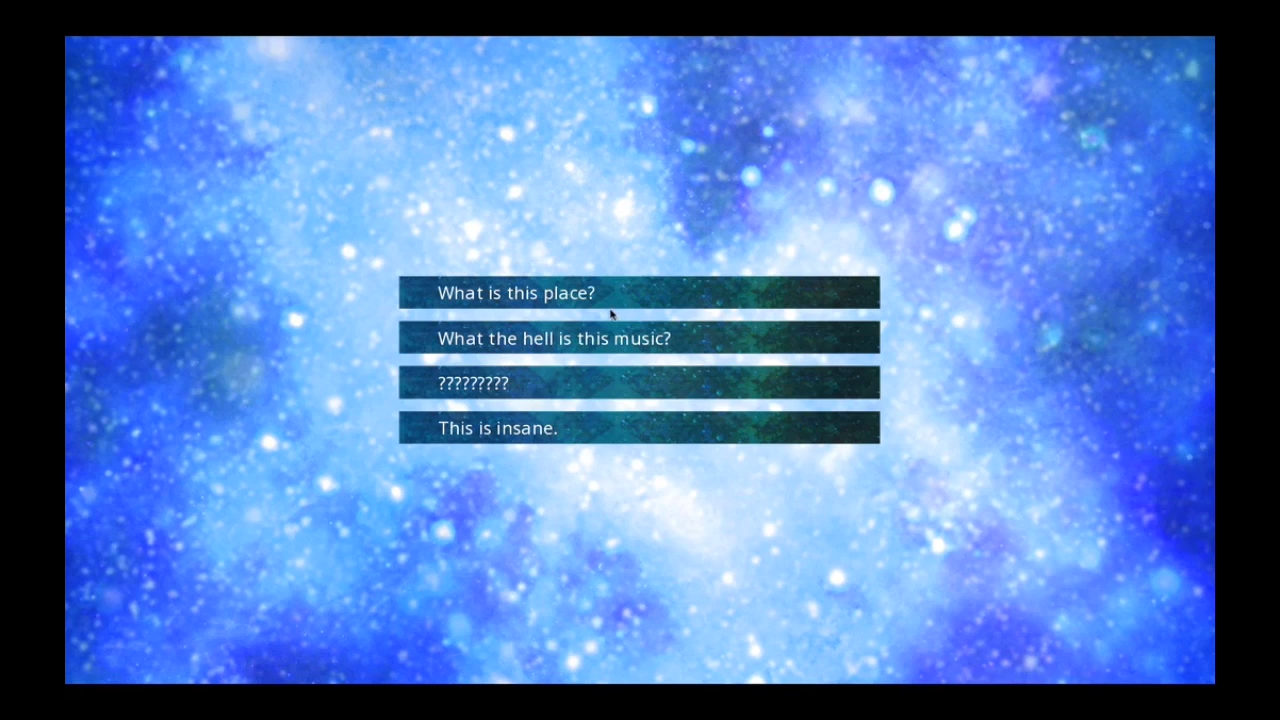 What is this place?
What the hell is this music?
?????????
This is insane.